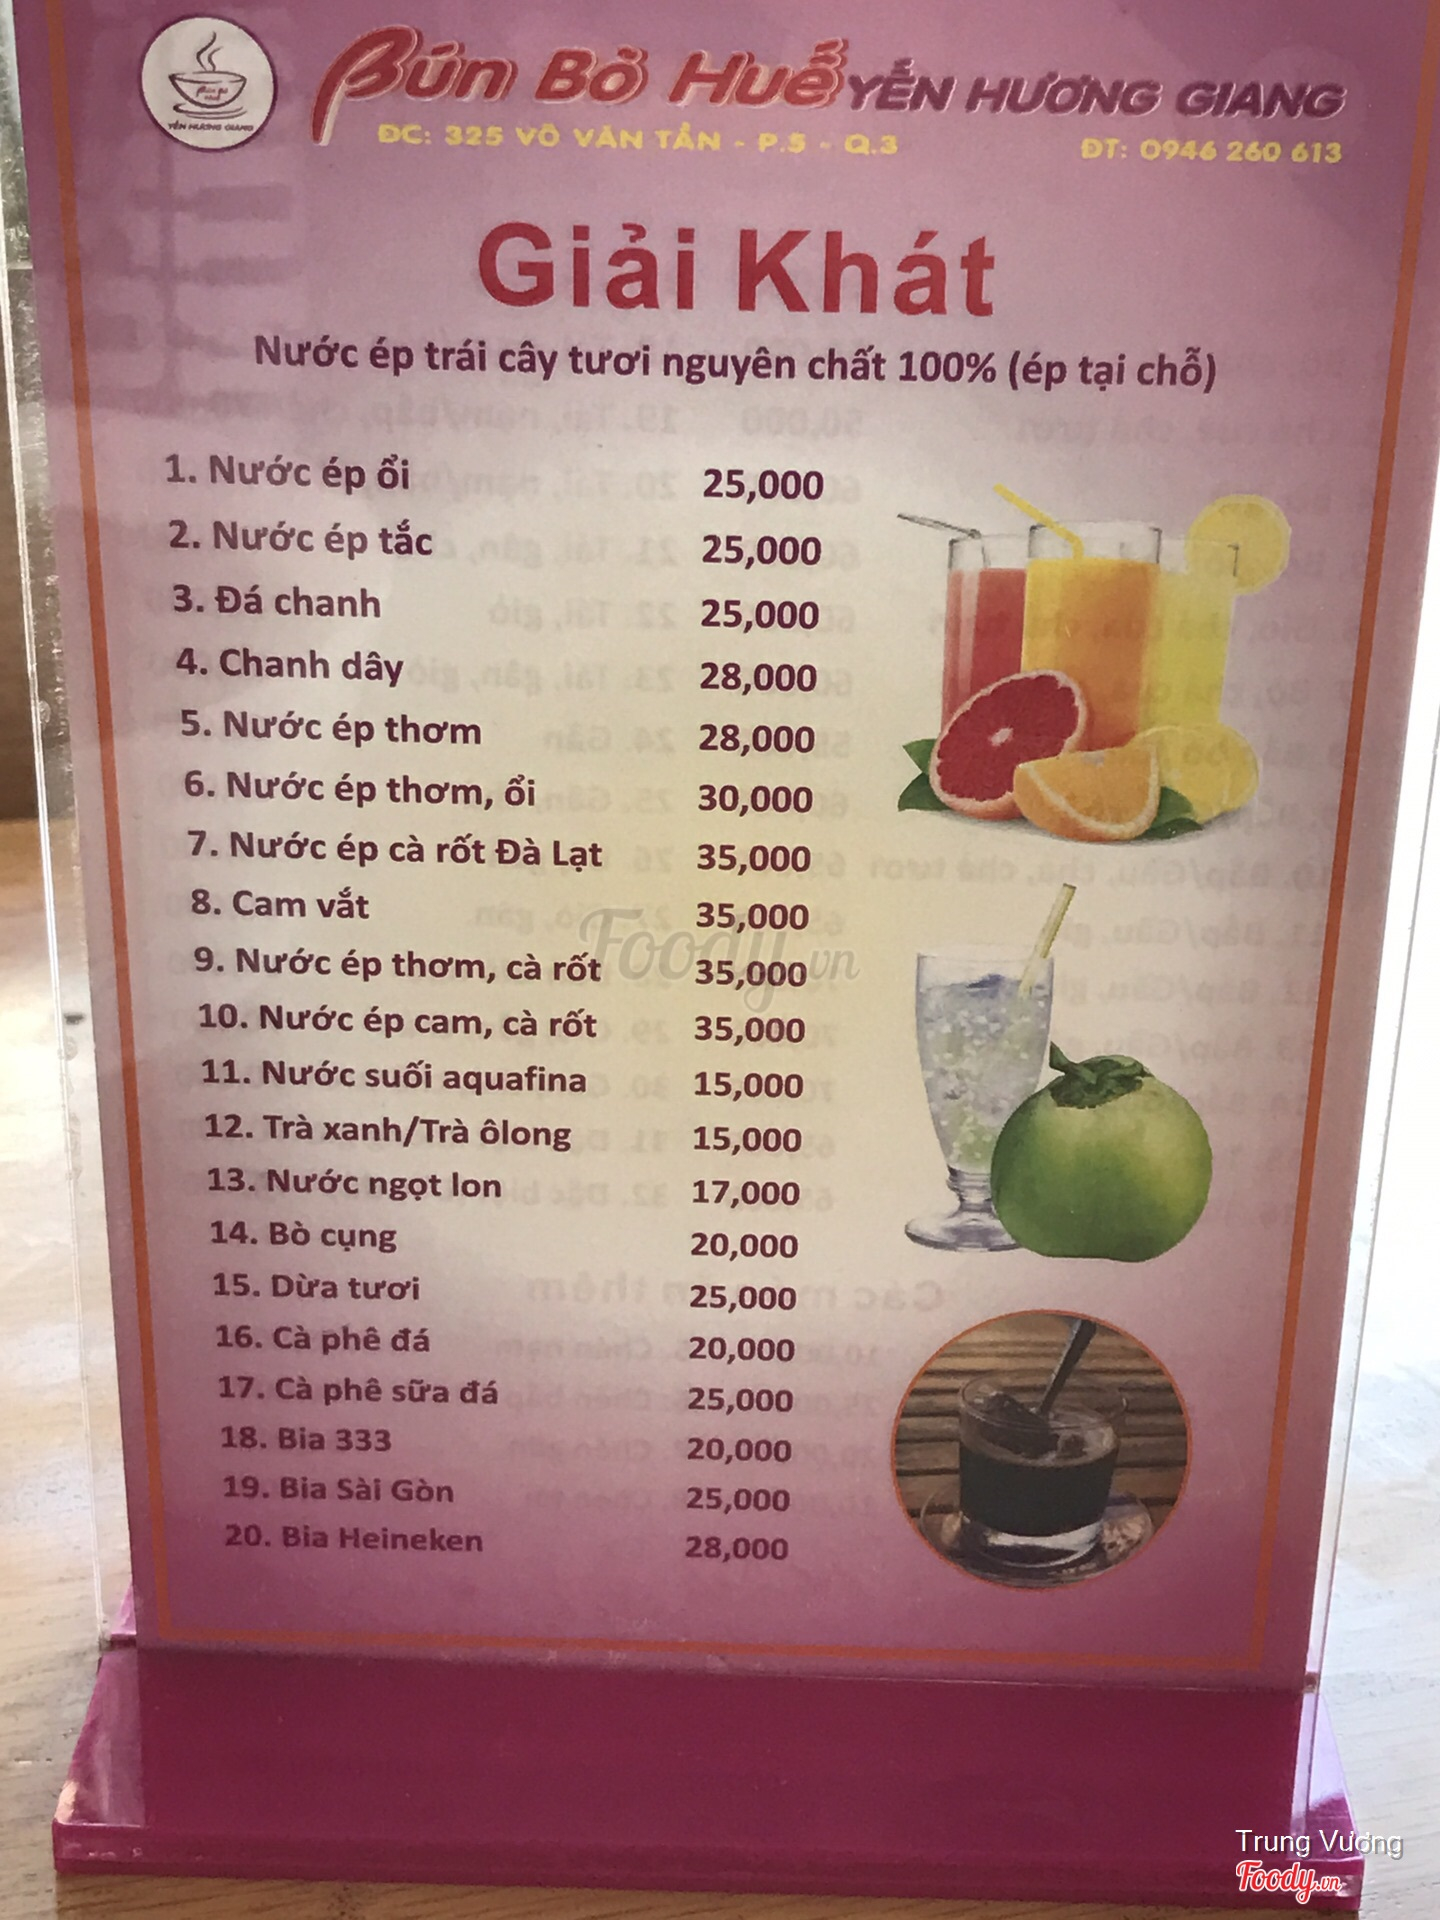 Bún Bò Huế YẾN HƯƠNG GIANG
YẾN HƯƠNG GIANG
ĐC: 325 VÕ VĂN TẦN - P.5 - Q.3 ĐT: 0946 260 613
Giải Khát
Nước ép trái cây tươi nguyên chất 100% (ép tại chỗ)
1. Nước ép ổi 25,000
2. Nước ép tắc 25,000
3. Đá chanh 25,000
4. Chanh dây 28,000
5. Nước ép thơm 28,000
6. Nước ép thơm, ổi 30,000
7. Nước ép cà rốt Đà Lạt 35,000
8. Cam vắt 35,000
9. Nước ép thơm, cà rốt 35,000
10. Nước ép cam, cà rốt 35,000
11. Nước suối aquafina 15,000
12. Trà xanh/Trà ôlong 15,000
13. Nước ngọt lon 17,000
14. Bò cụng 20,000
15. Dừa tươi 25,000
16. Cà phê đá 20,000
17. Cà phê sữa đá 25,000
18. Bia 333 20,000
19. Bia Sài Gòn 25,000
20. Bia Heineken 28,000
Foody.vn
Trung Vương
Foody.vn